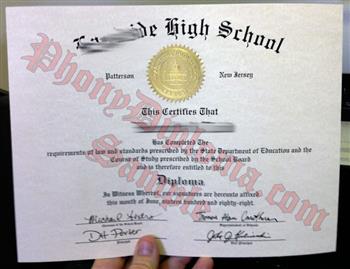 de High School
Patterson
New Jersey
This Certifies That
Has Completed The
requirements of law and standards prescribed by the State Department of Education and the
Course of Study prescribed by the School Board
and is therefore entitled to this
Diploma
In Witness Whereof, our signatures are hereunto affixed
this month of June, nineteen hundred and eighty-eight.
PhonyDiploma.com
Sample